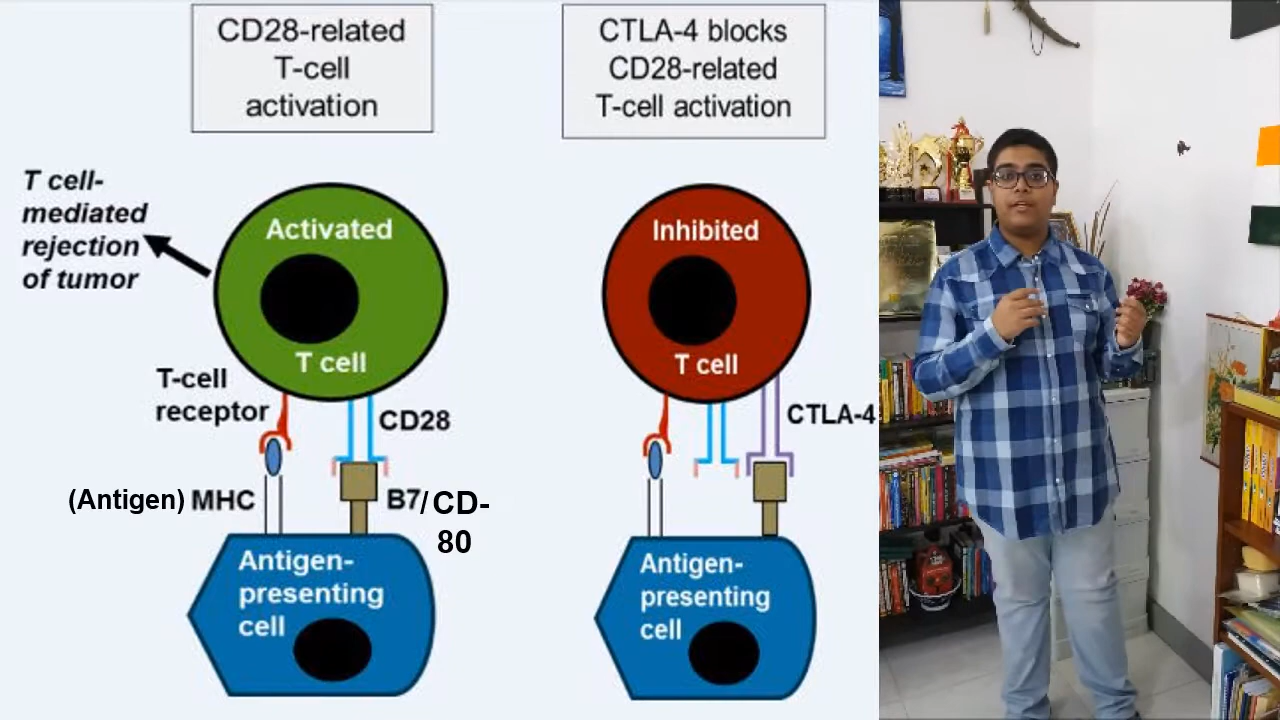 CD28-related
T-cell
activation
CTLA-4 blocks
CD28-related
T-cell activation
T cell-
mediated
rejection
of tumor
Activated
T cell
T-cell
receptor
CD28
(Antigen) MHC
B7/ CD-
80
Antigen-
presenting
cell
Inhibited
T cell
CTLA-4
Antigen-
presenting
cell